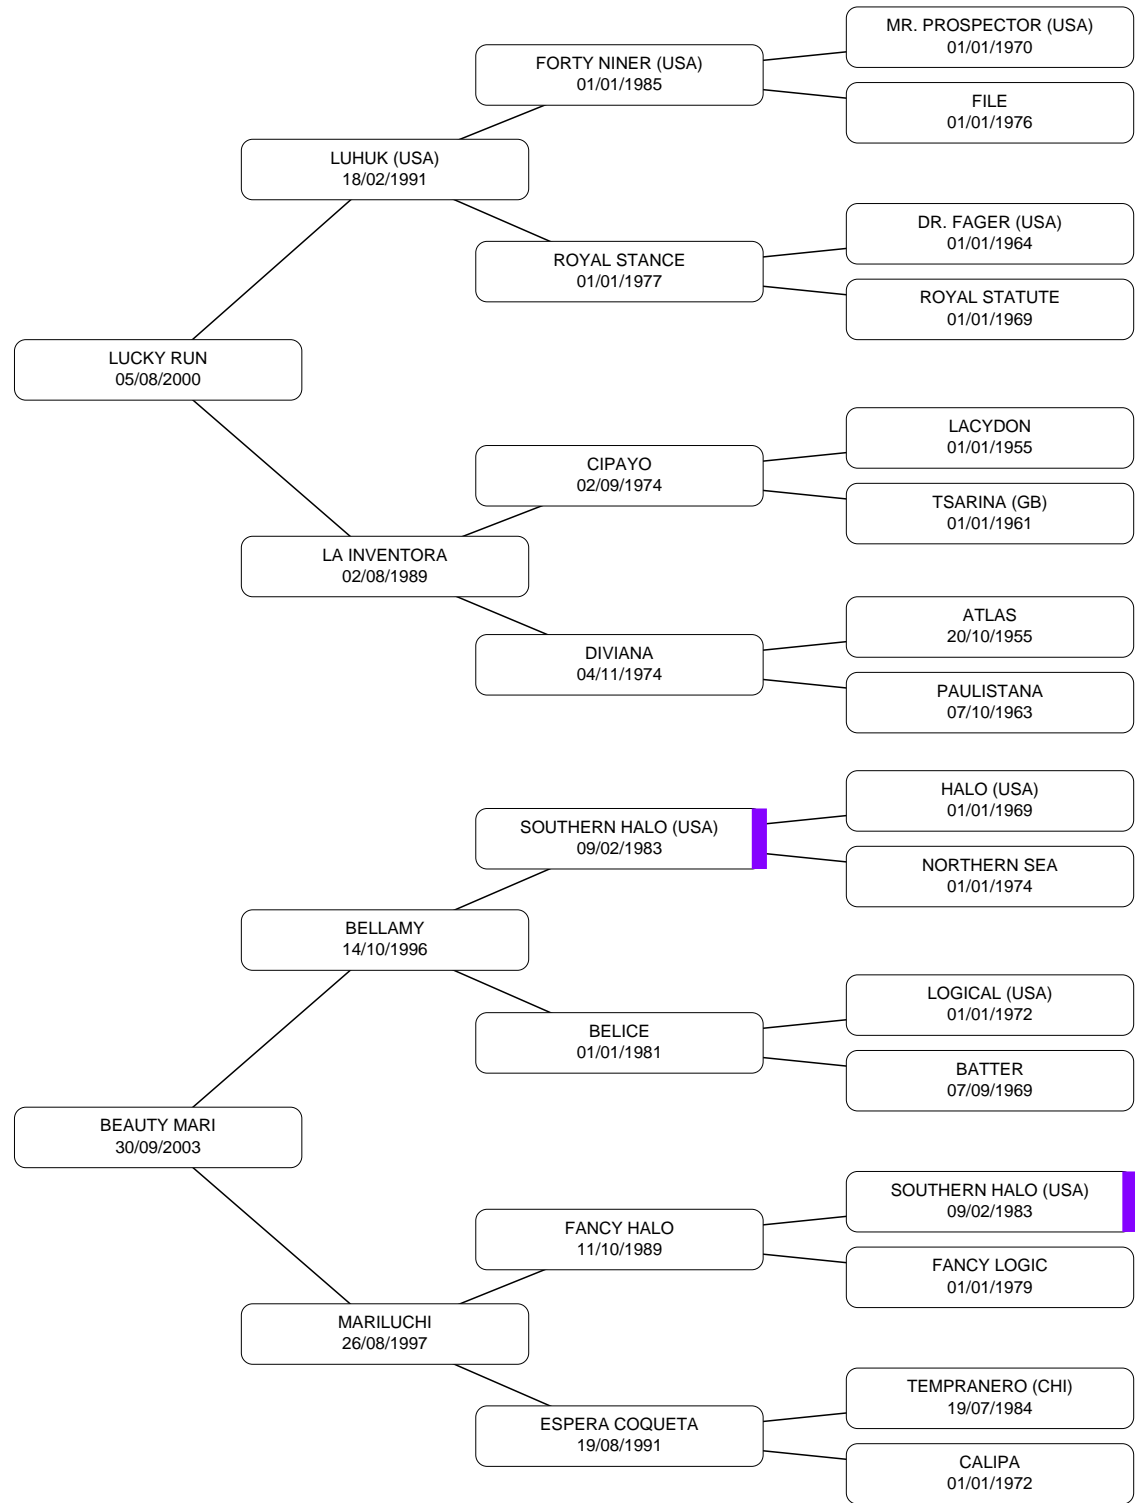 MR. PROSPECTOR (USA)
01/01/1970
FORTY NINER (USA)
01/01/1985
FILE
01/01/1976
LUHUK (USA)
18/02/1991
DR. FAGER (USA)
01/01/1964
ROYAL STANCE
01/01/1977
ROYAL STATUTE
01/01/1969
LUCKY RUN
05/08/2000
LACYDON
01/01/1955
CIPAYO
02/09/1974
TSARINA (GB)
01/01/1961
LA INVENTORA
02/08/1989
ATLAS
20/10/1955
DIVIANA
04/11/1974
PAULISTANA
07/10/1963
HALO (USA)
01/01/1969
SOUTHERN HALO (USA)
09/02/1983
NORTHERN SEA
01/01/1974
BELLAMY
14/10/1996
LOGICAL (USA)
01/01/1972
BELICE
01/01/1981
BATTER
07/09/1969
BEAUTY MARI
30/09/2003
SOUTHERN HALO (USA)
09/02/1983
FANCY HALO
11/10/1989
FANCY LOGIC
01/01/1979
MARILUCHI
26/08/1997
TEMPRANERO (CHI)
19/07/1984
ESPERA COQUETA
19/08/1991
CALIPA
01/01/1972